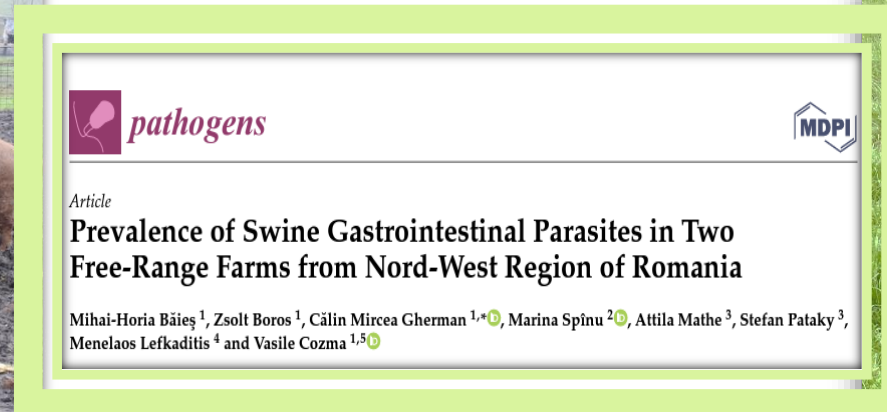 pathogens
MDPI
Article
Prevalence of Swine Gastrointestinal Parasites in Two
Free-Range Farms from Nord-West Region of Romania
Mihai-Horia Băieş 1, Zsolt Boros 1, Călin Mircea Gherman 1,*, Marina Spînu 2, Attila Mathe 3, Stefan Pataky 3,
Menelaos Lefkaditis 4 and Vasile Cozma 1,5